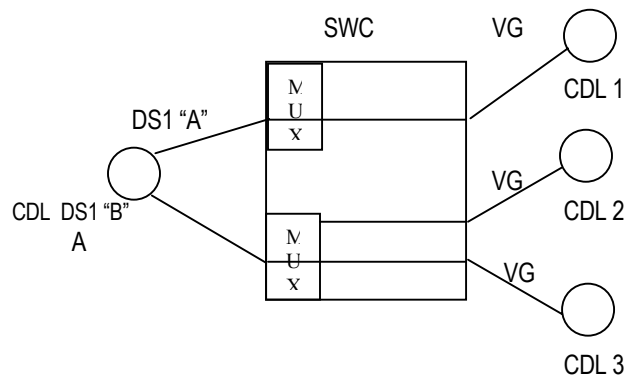 SWC VG
CDL 1
M
U
X
DS1 “A”
VG
CDL 2
CDL DS1 “B”
A
M
U
X
VG
CDL 3